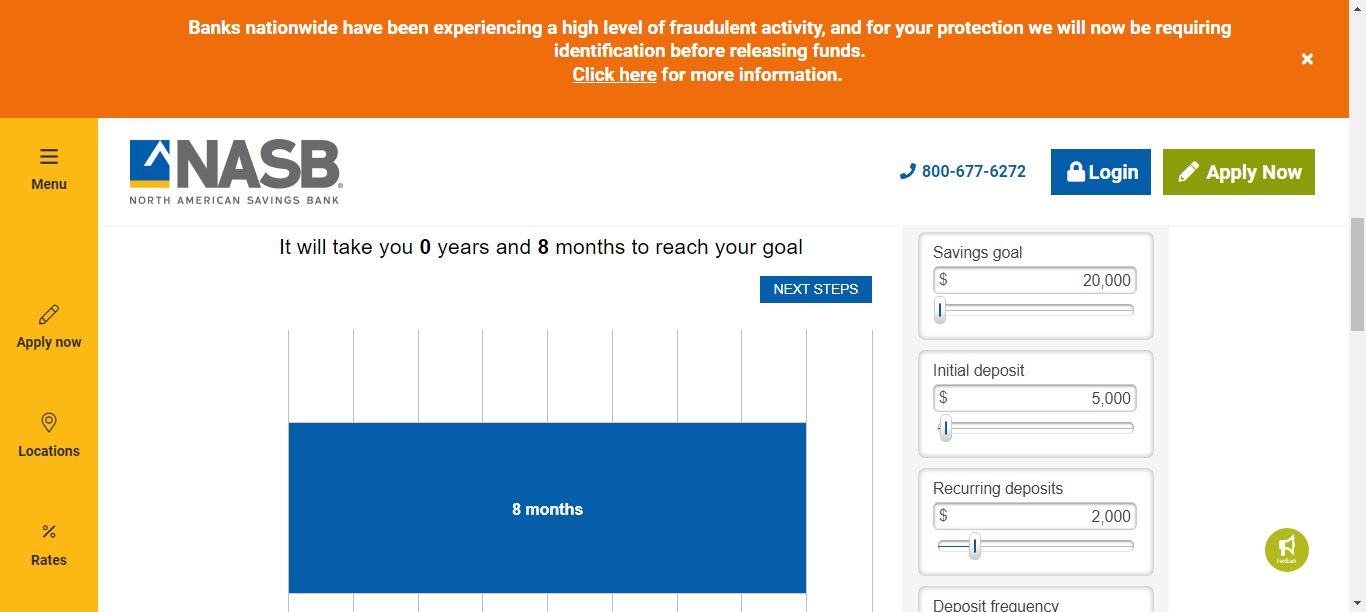 Banks nationwide have been experiencing a high level of fraudulent activity, and for your protection we will now be requiring
identification before releasing funds.
Click here for more information.
Menu
Apply now
Locations
Rates
NASB®
NORTH AMERICAN SAVINGS BANK
800-677-6272
Login
Apply Now
It will take you 0 years and 8 months to reach your goal
NEXT STEPS
8 months
Savings goal
$ 20,000
Initial deposit
$ 5,000
Recurring deposits
$ 2,000
Deposit frequency
Feedback